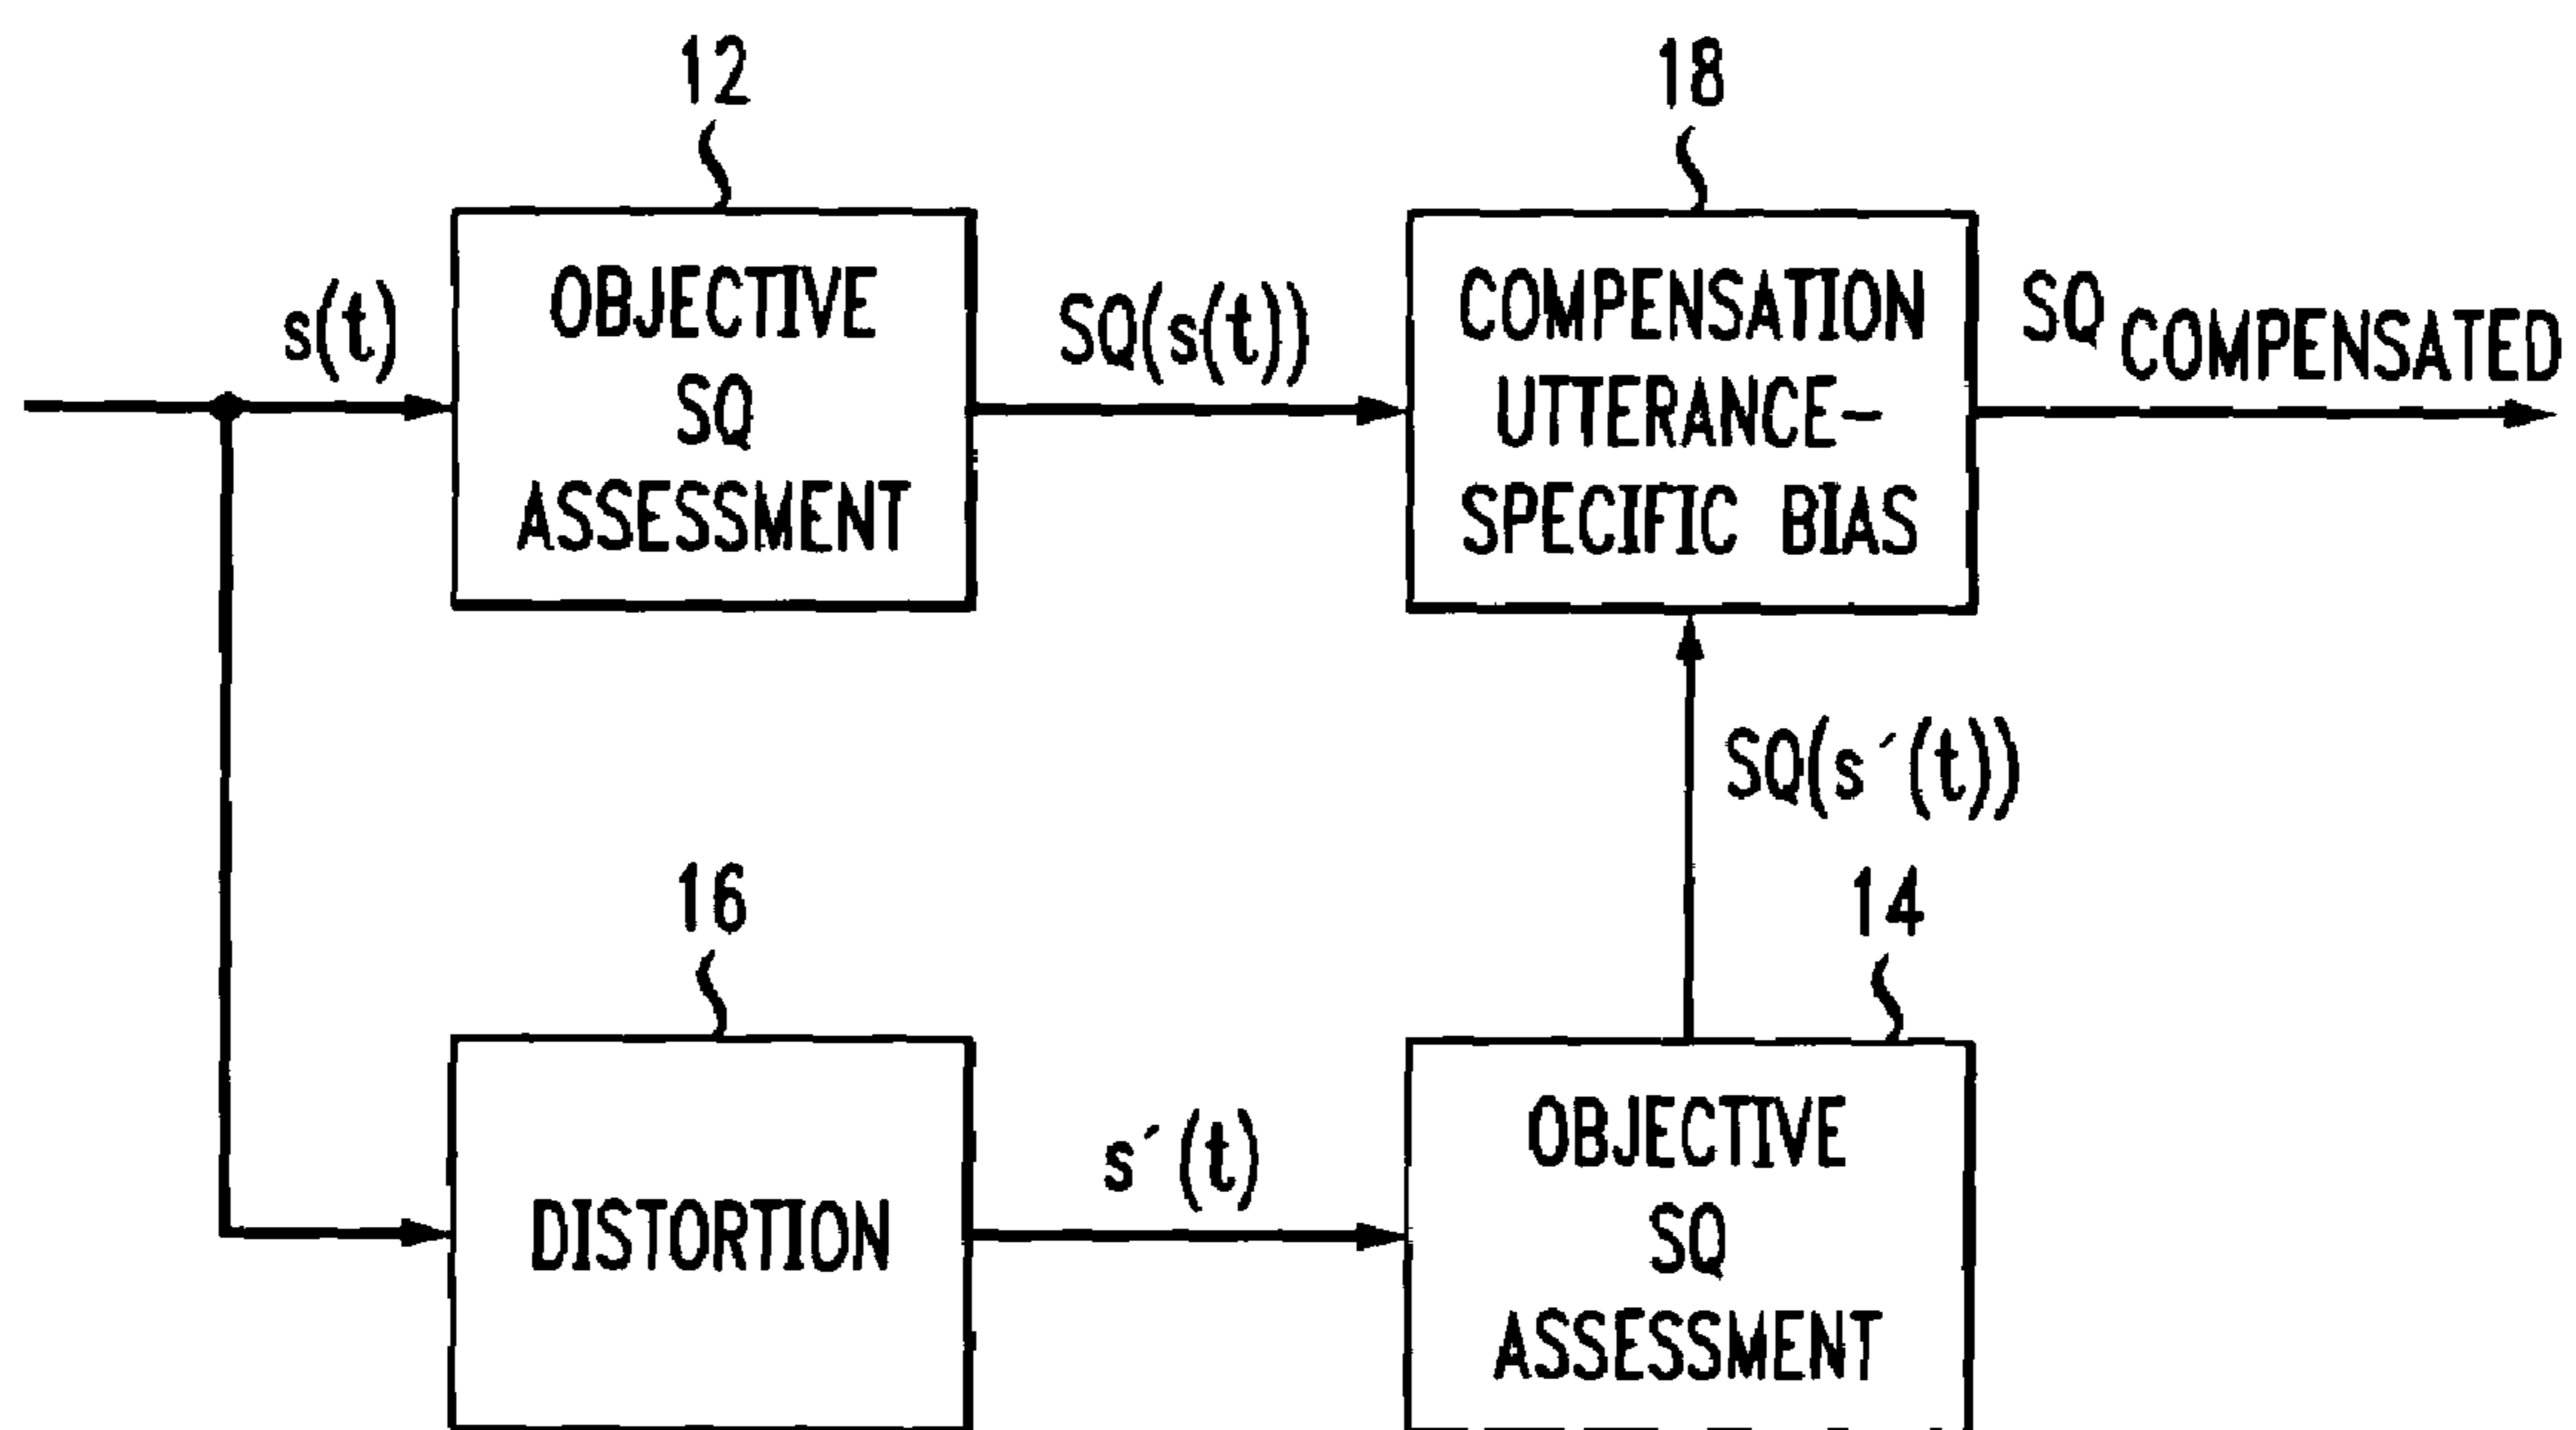 12
18
s(t)
OBJECTIVE
SQ
ASSESSMENT
SQ(s(t))
COMPENSATION
UTTERANCE-
SPECIFIC BIAS
SQ COMPENSATED
SQ(s´(t))
16
14
DISTORTION
s´(t)
OBJECTIVE
SQ
ASSESSMENT